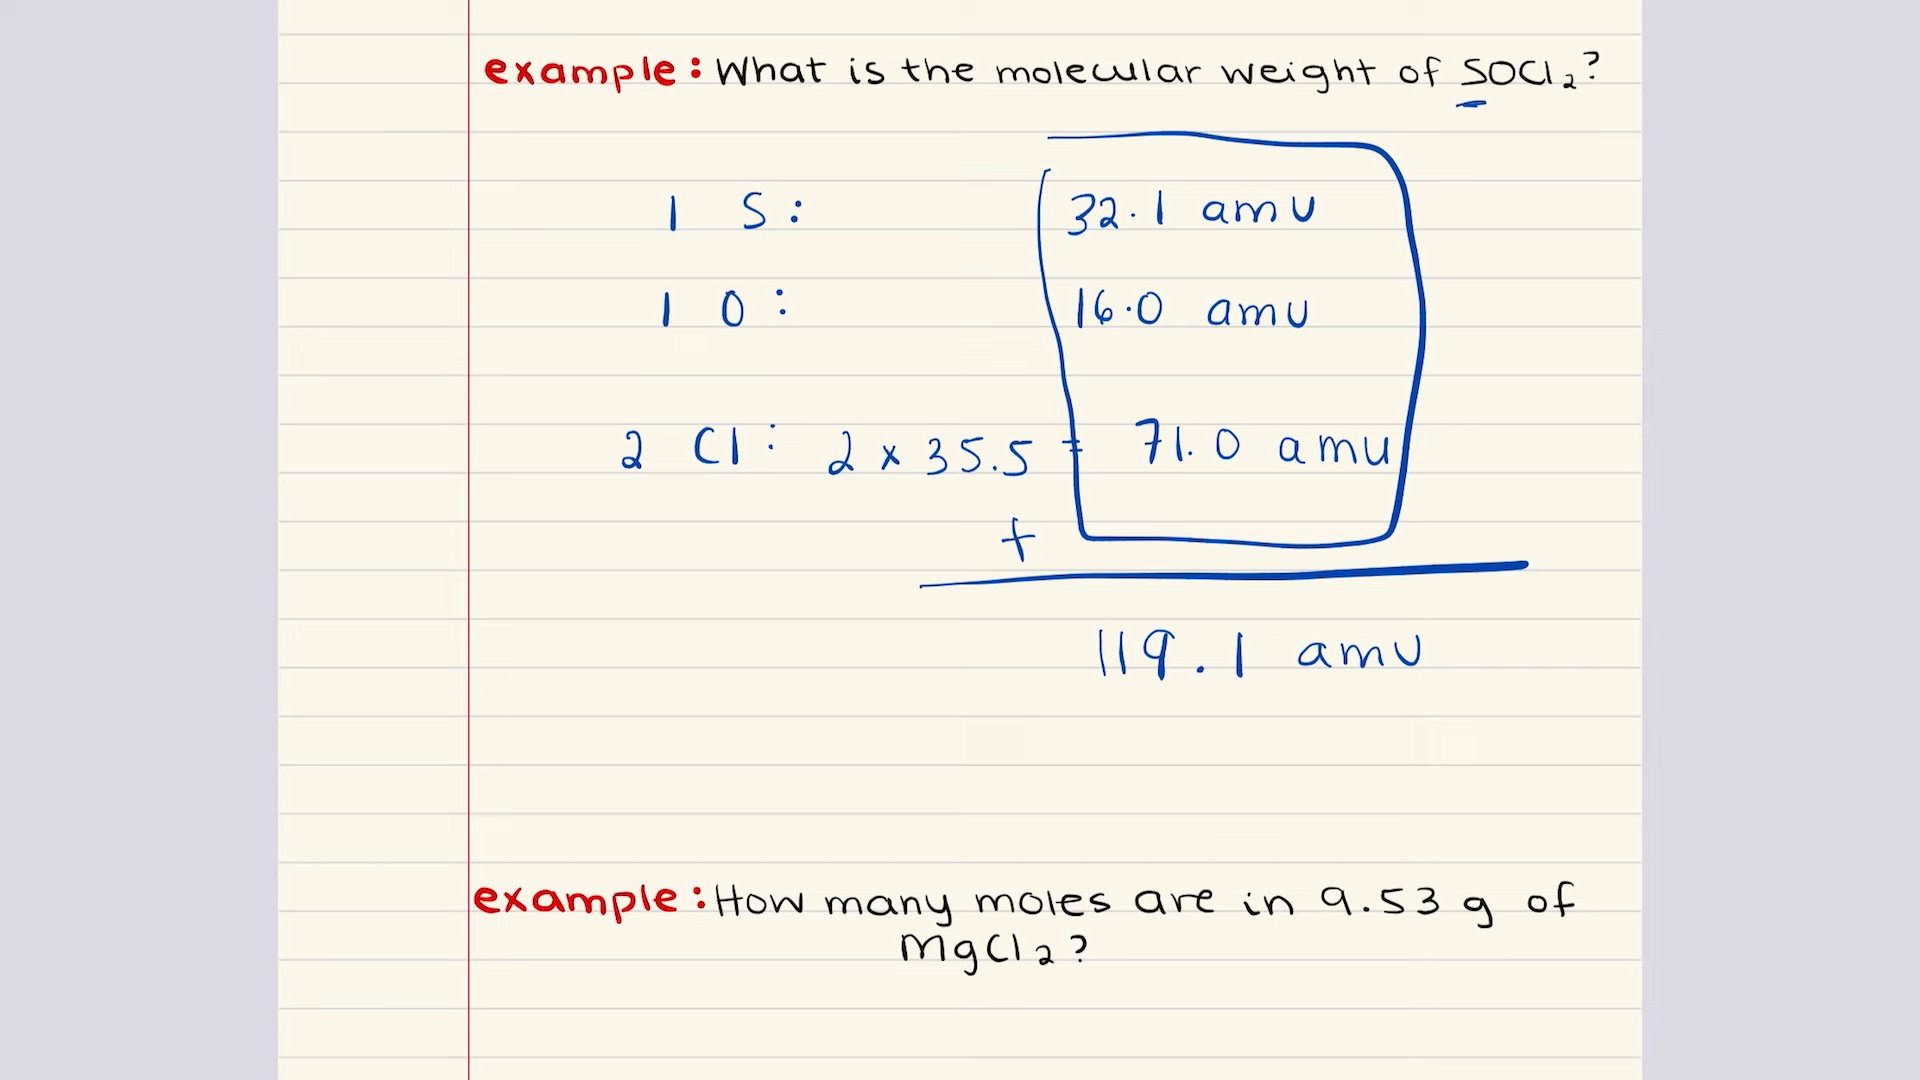 example: What is the molecular weight of SOCl₂?
1 S: 32.1 amu
1 O: 16.0 amu
2 Cl: 2 x 35.5 = 71.0 amu
+
119.1 amu
example: How many moles are in 9.53 g of
MgCl₂?